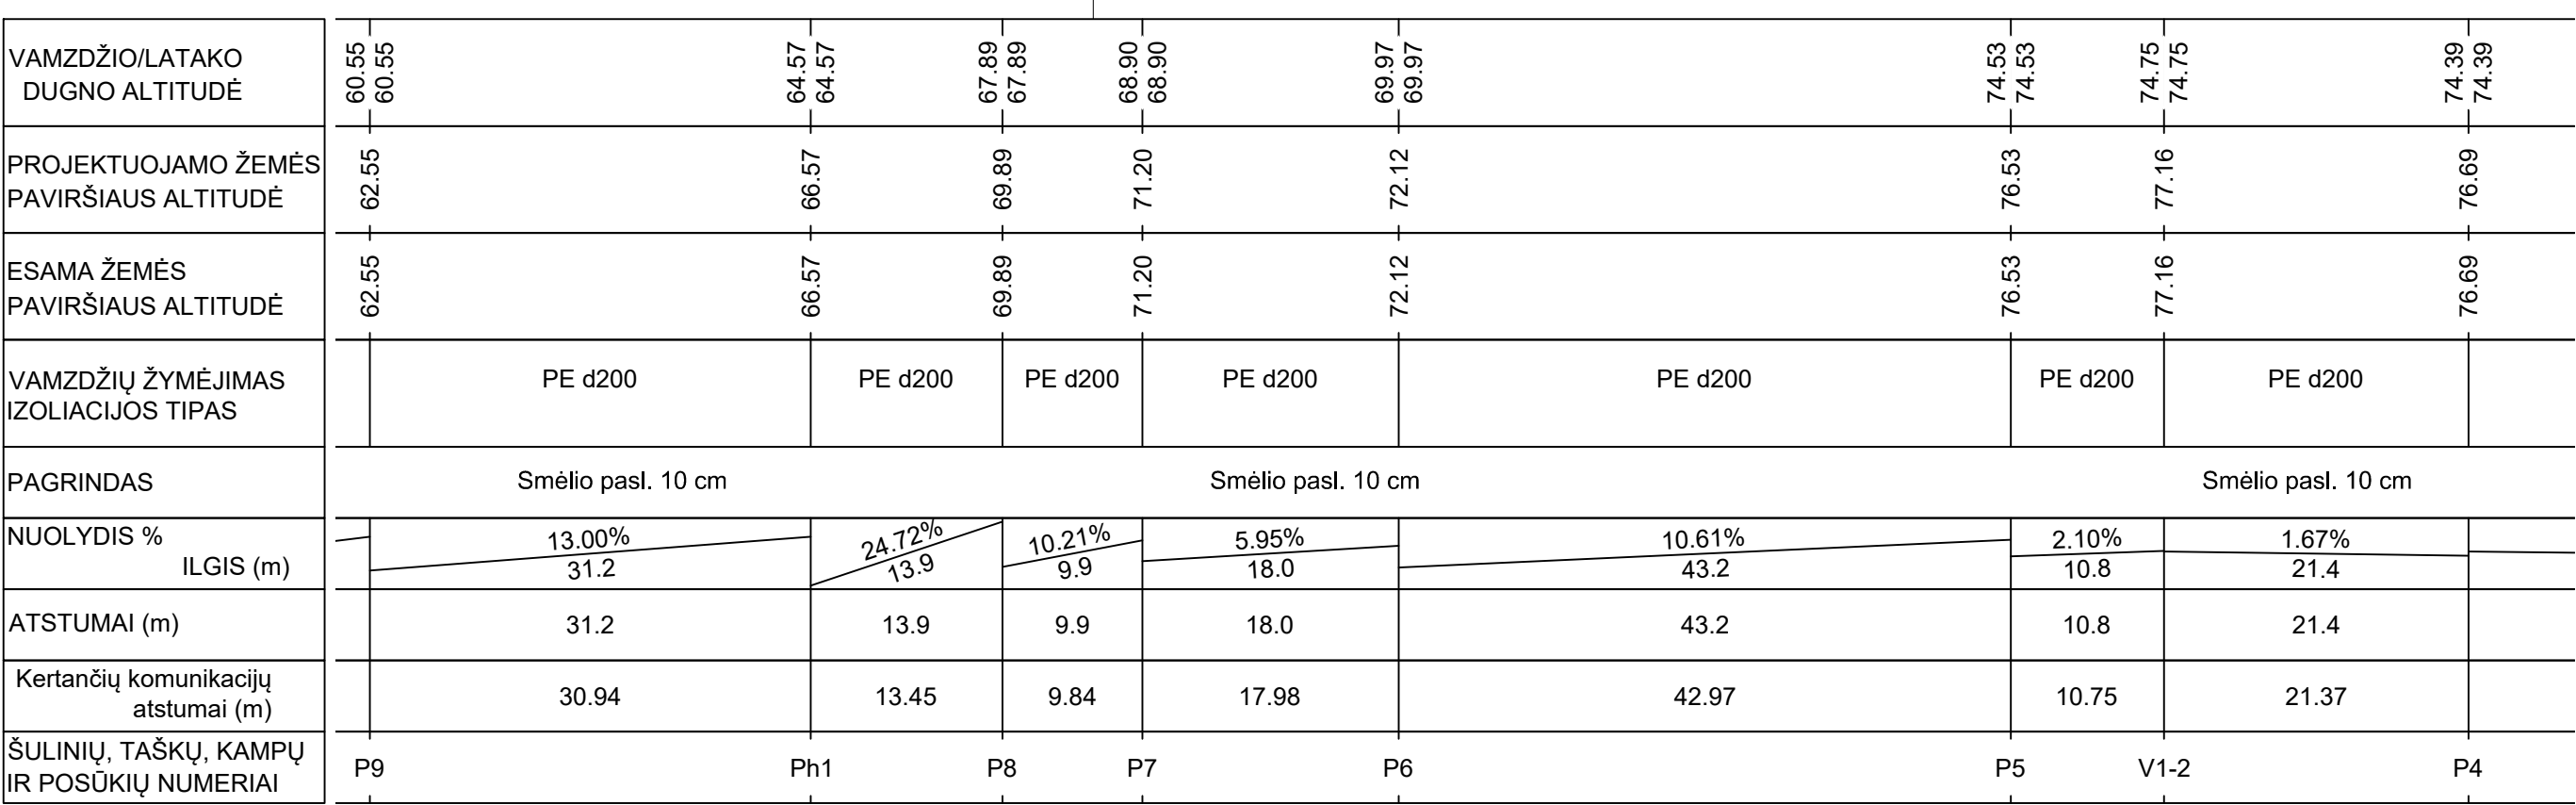 VAMZDŽIO/LATAKO
DUGNO ALTITUDĖ
60.55 64.57 67.89 68.90 69.97 74.53 74.75 74.39
60.55 64.57 67.89 68.90 69.97 74.53 74.75 74.39
PROJEKTUOJAMO ŽEMĖS
PAVIRŠIAUS ALTITUDĖ
62.55 66.57 69.89 71.20 72.12 76.53 77.16 76.69
ESAMA ŽEMĖS
PAVIRŠIAUS ALTITUDĖ
62.55 66.57 69.89 71.20 72.12 76.53 77.16 76.69
VAMZDŽIŲ ŽYMĖJIMAS
IZOLIACIJOS TIPAS
PE d200 PE d200 PE d200 PE d200 PE d200 PE d200 PE d200
PAGRINDAS
Smėlio pasl. 10 cm Smėlio pasl. 10 cm Smėlio pasl. 10 cm
NUOLYDIS %
13.00% 24.72% 10.21% 5.95% 10.61% 2.10% 1.67%
ILGIS (m)
31.2 13.9 9.9 18.0 43.2 10.8 21.4
ATSTUMAI (m)
31.2 13.9 9.9 18.0 43.2 10.8 21.4
Kertančių komunikacijų
atstumai (m)
30.94 13.45 9.84 17.98 42.97 10.75 21.37
ŠULINIŲ, TAŠKŲ, KAMPŲ
IR POSŪKIŲ NUMERIAI
P9 Ph1 P8 P7 P6 P5 V1-2 P4